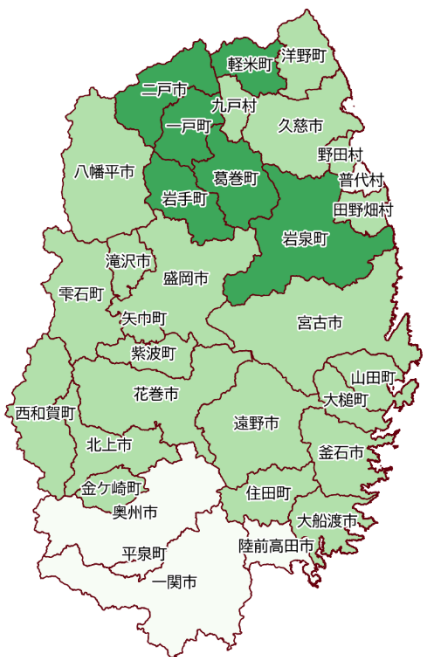 洋野町
軽米町
二戸市
九戸村
一戸町
久慈市
野田村
八幡平市
葛巻町
普代村
岩手町
田野畑村
岩泉町
滝沢市
盛岡市
雫石町
矢巾町
宮古市
紫波町
山田町
花巻市
大槌町
西和賀町
遠野市
北上市
釜石市
金ケ崎町
住田町
奥州市
大船渡市
陸前高田市
平泉町
一関市